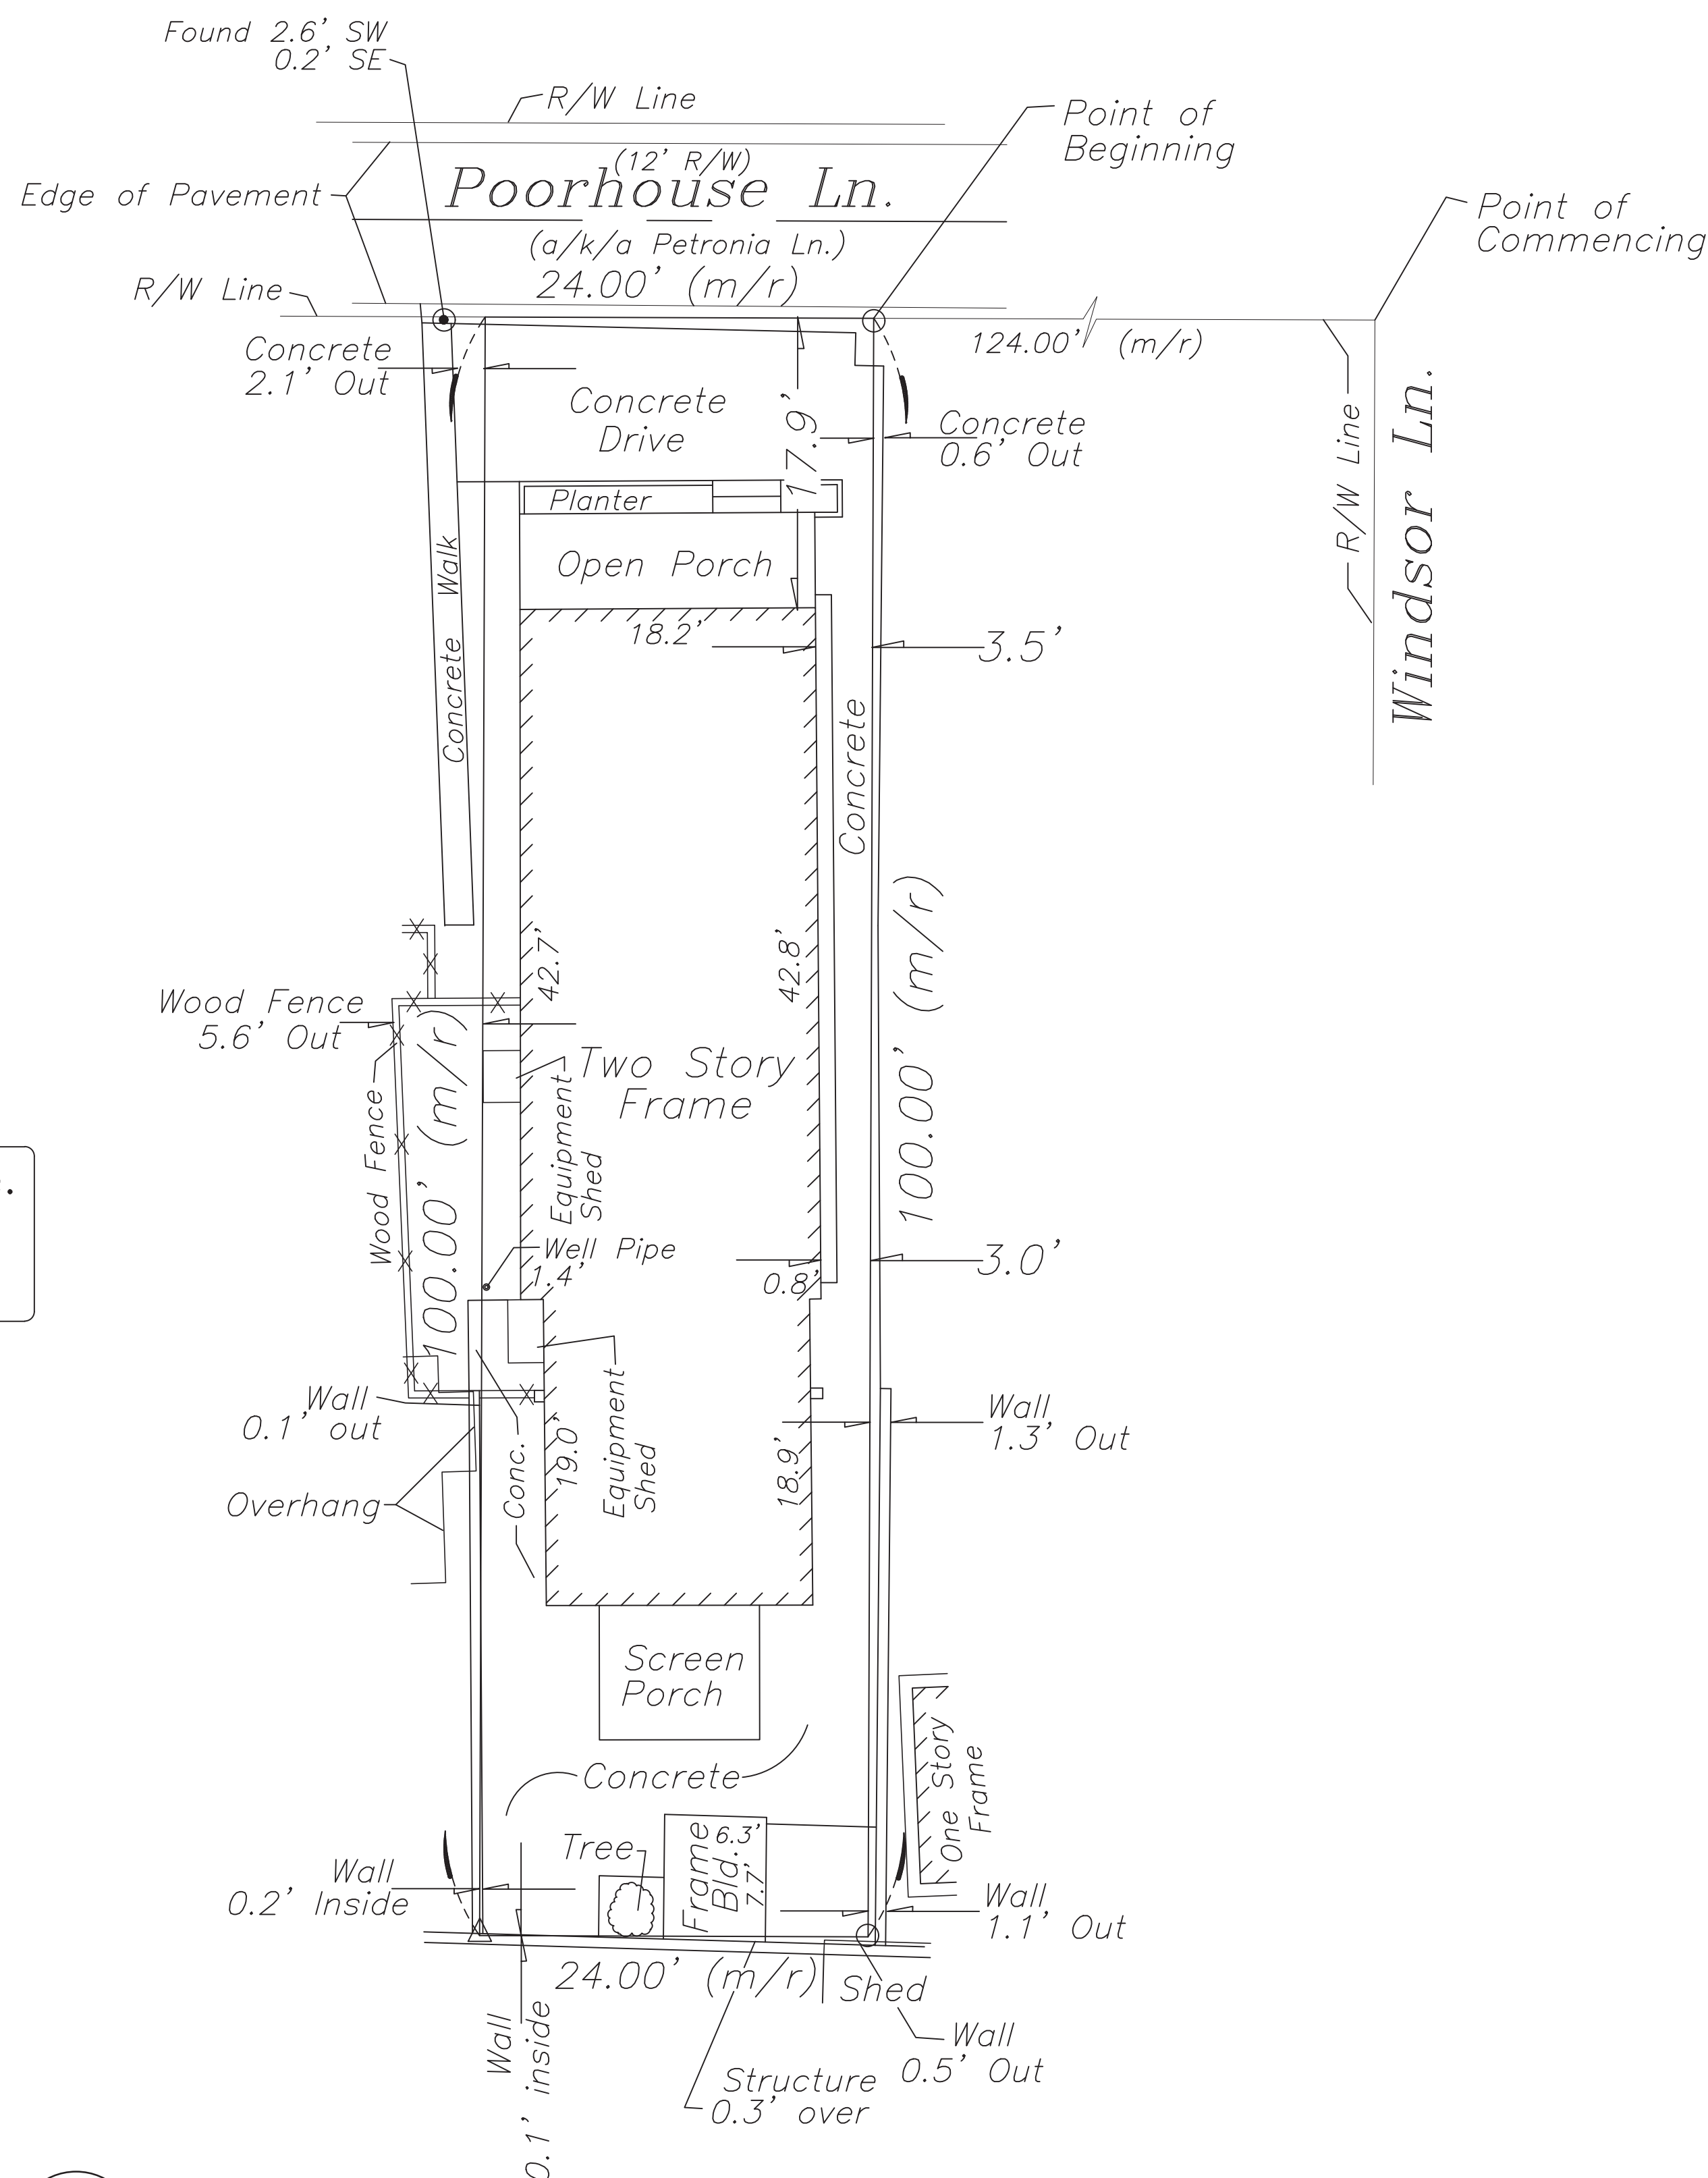 Found 2.6' SW
0.2' SE
R/W Line
Point of
Beginning
(12' R/W)
Edge of Pavement
Poorhouse Ln.
Point of
Commencing
(a/k/a Petronia Ln.)
24.00' (m/r)
R/W Line
124.00' (m/r)
Concrete
2.1' Out
Concrete
Drive
17.9'
Concrete
0.6' Out
R/W Line
Windsor Ln.
Planter
Open Porch
Concrete Walk
18.2'
3.5'
Concrete
42.7'
42.8'
100.00' (m/r)
Wood Fence
5.6' Out
100.00' (m/r)
Two Story
Frame
Wood Fence
Equipment
Shed
Well Pipe
1.4'
0.8'
3.0'
Wall
0.1' out
Wall
1.3' Out
Conc.
19.0'
Equipment
Shed
18.9'
Overhang
Screen
Porch
One Story
Frame
Concrete
Tree
Frame
Bld.
6.3'
7.7'
Wall
0.2' Inside
Wall
1.1' Out
24.00' (m/r)
Shed
Wall
0.1' inside
Wall
0.5' Out
Structure
0.3' over